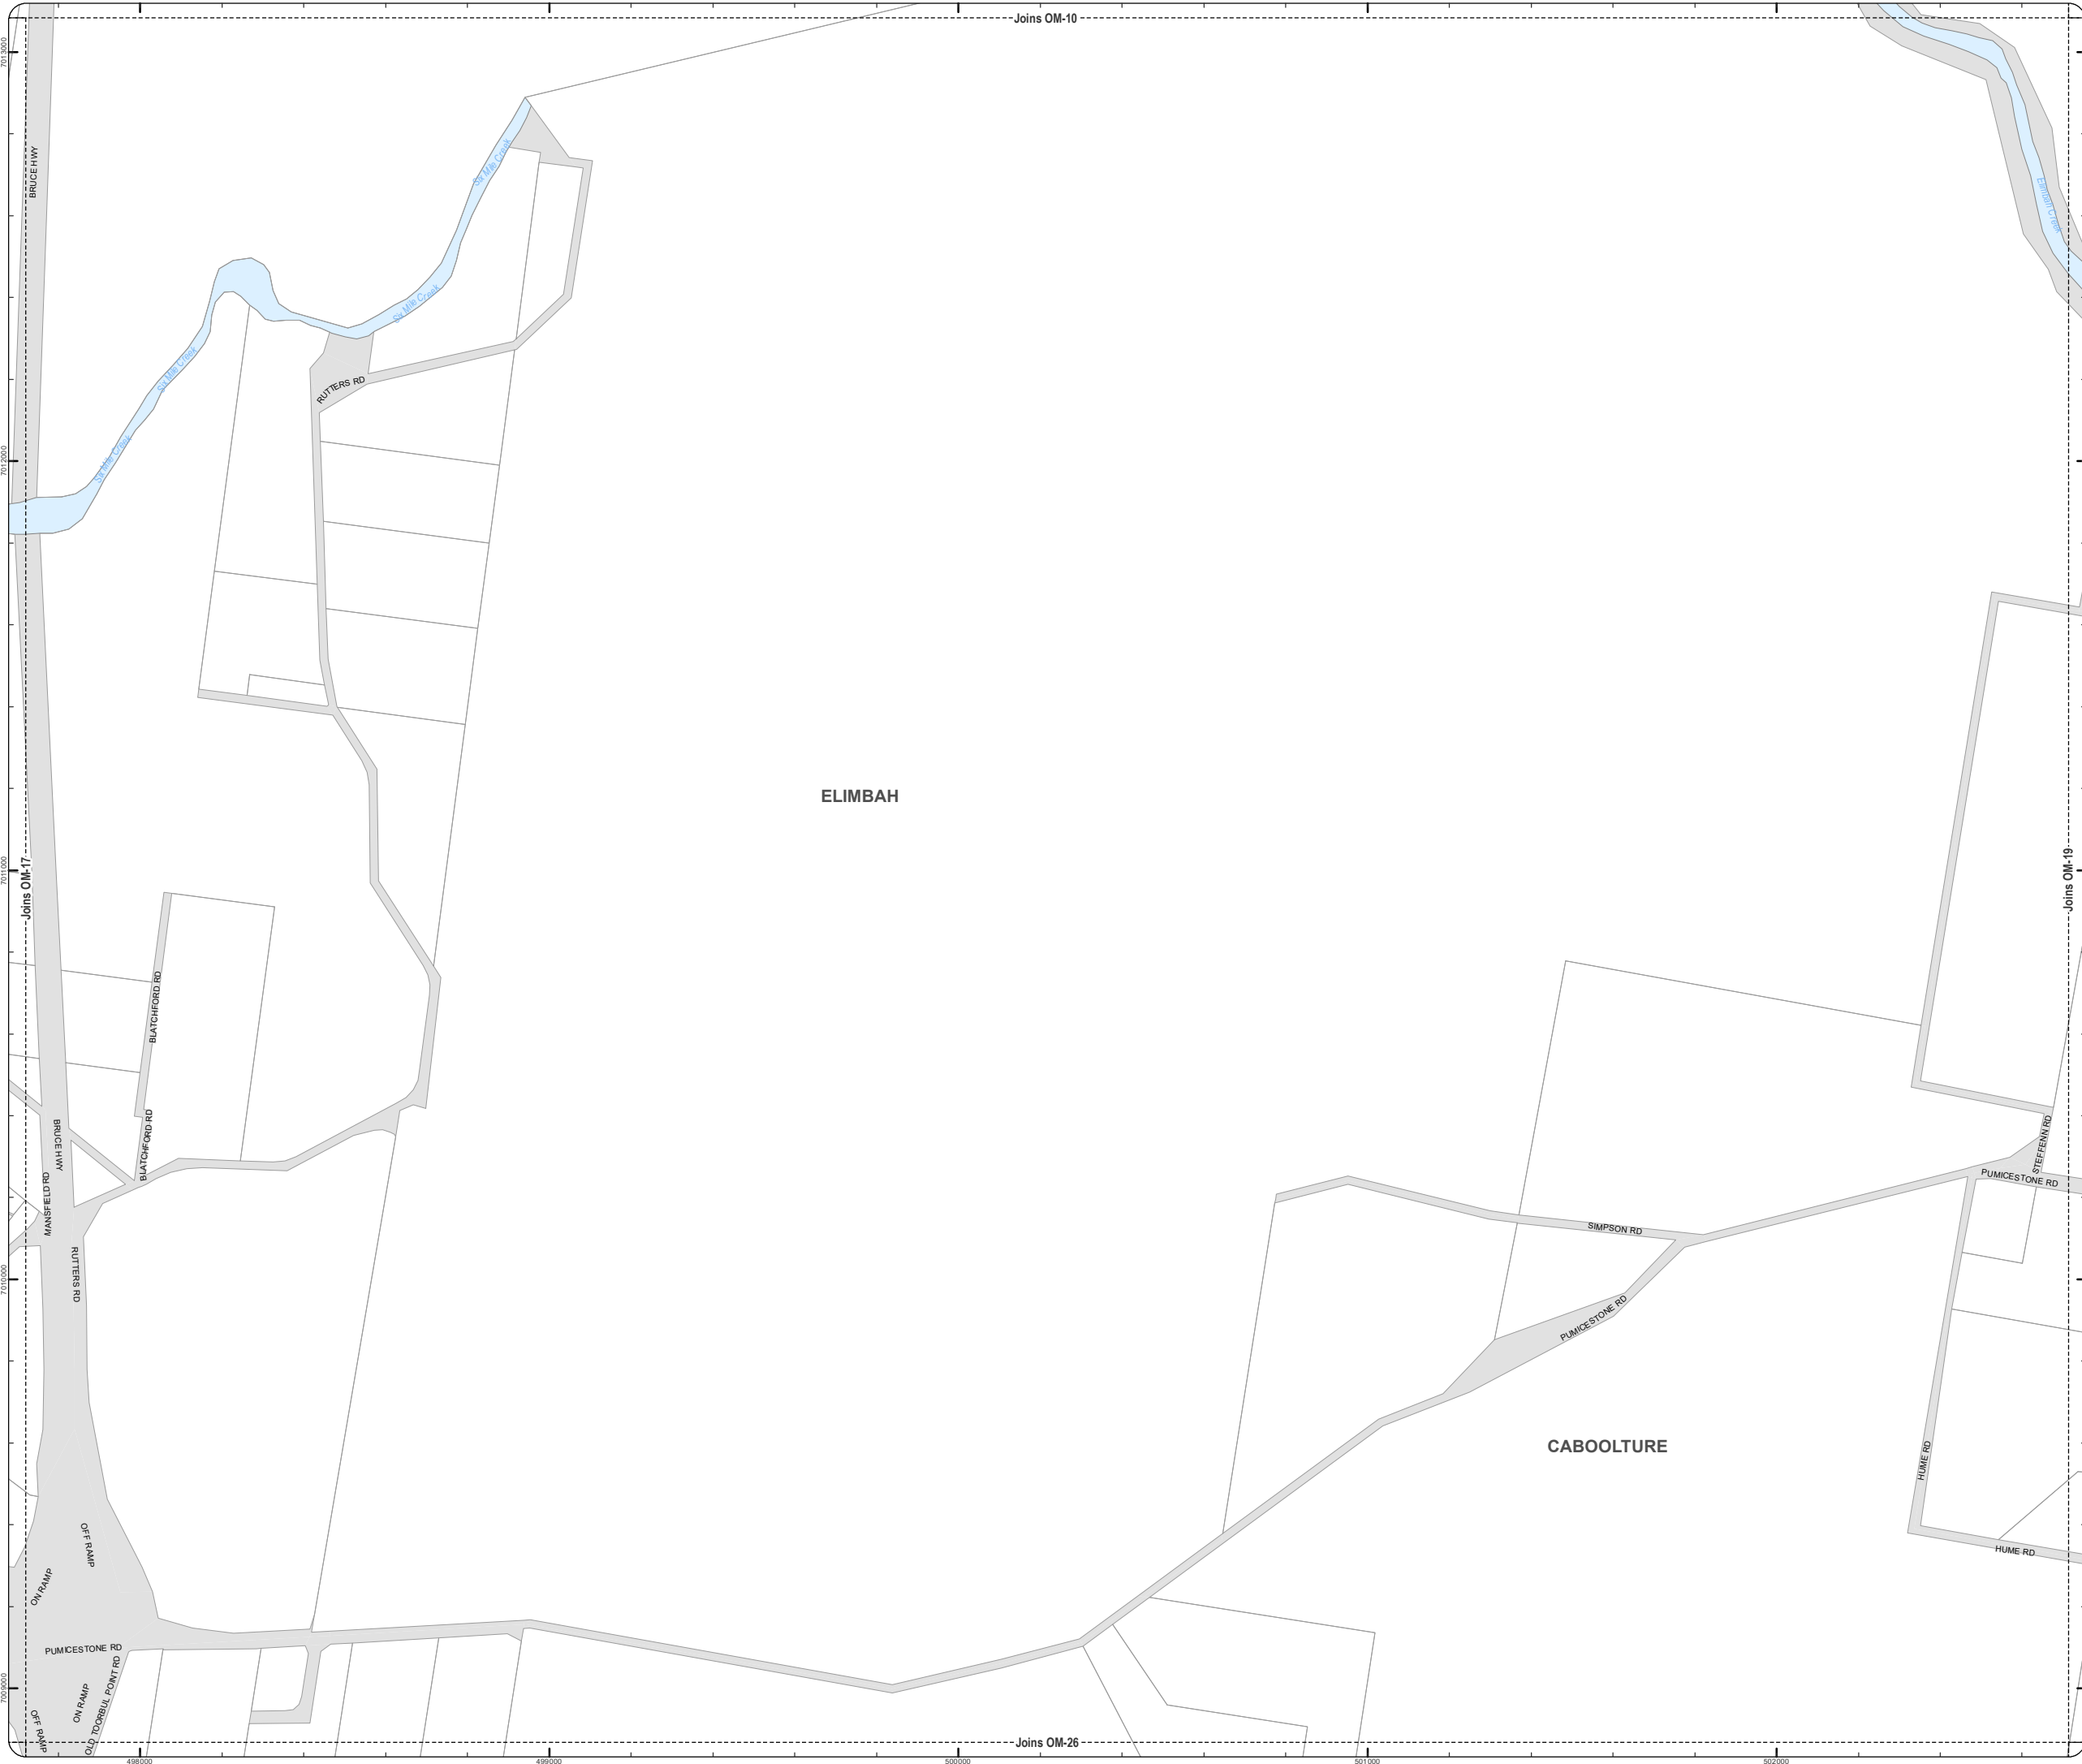 Joins OM-10
7013000
BRUCE HWY
Six Mile Creek
Elimbah Creek
Six Mile Creek
Six Mile Creek
RUTTERS RD
Six Mile Creek
7012000
ELIMBAH
7011000
Joins OM-17
Joins OM-19
BLATCHFORD RD
BLATCHFORD RD
BRUCE HWY
STEFFENN RD
PUMICESTONE RD
MANSFIELD RD
SIMPSON RD
RUTTERS RD
7010000
PUMICESTONE RD
CABOOLTURE
HUME RD
OFF RAMP
HUME RD
ON RAMP
PUMICESTONE RD
OLD TOORBUL POINT RD
7009000
ON RAMP
OFF RAMP
Joins OM-26
498000
499000
500000
501000
502000